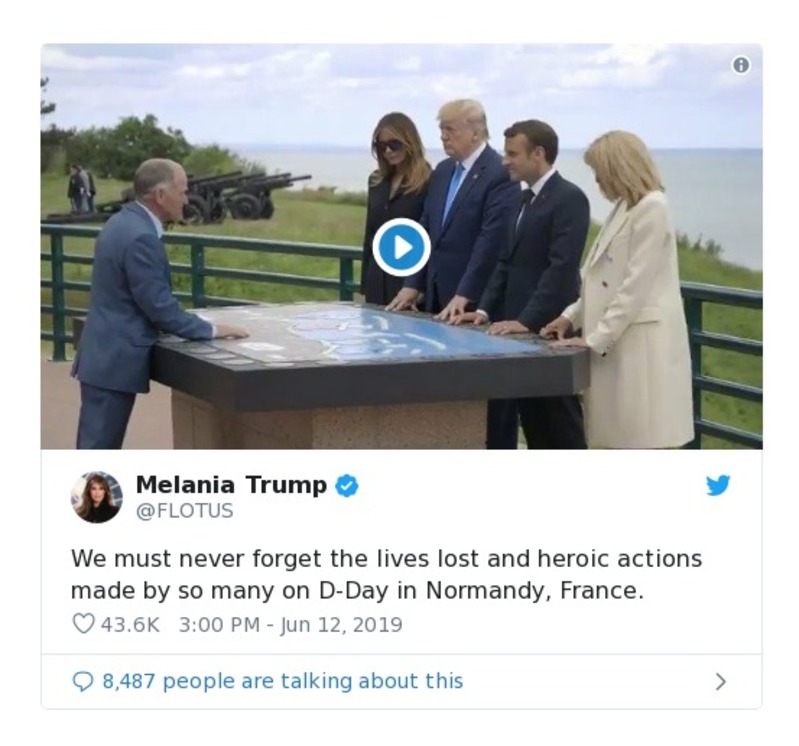 Melania Trump
@FLOTUS
We must never forget the lives lost and heroic actions
made by so many on D-Day in Normandy, France.
43.6K 3:00 PM - Jun 12, 2019
8,487 people are talking about this